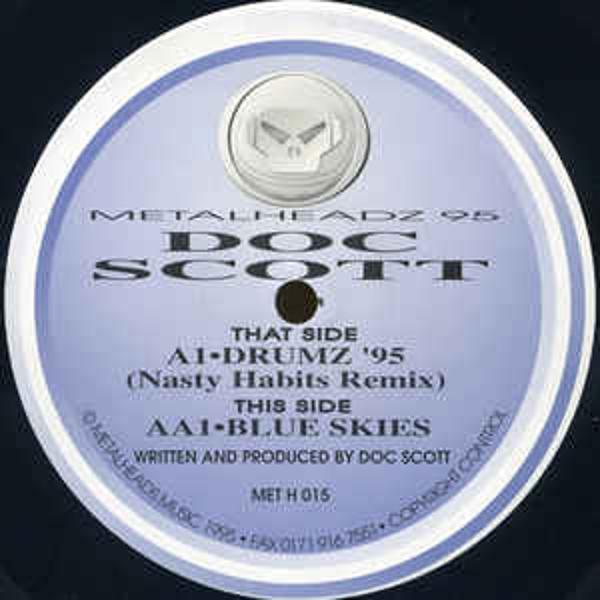 METALHEADZ 95
DOC
SCOTT
THAT SIDE
A1•DRUMZ '95
(Nasty Habits Remix)
THIS SIDE
AA1•BLUE SKIES
WRITTEN AND PRODUCED BY DOC SCOTT
MET H 015
© METALHEADS MUSIC 1995 • FAX 0171 916 7551 • COPYRIGHT CONTROL